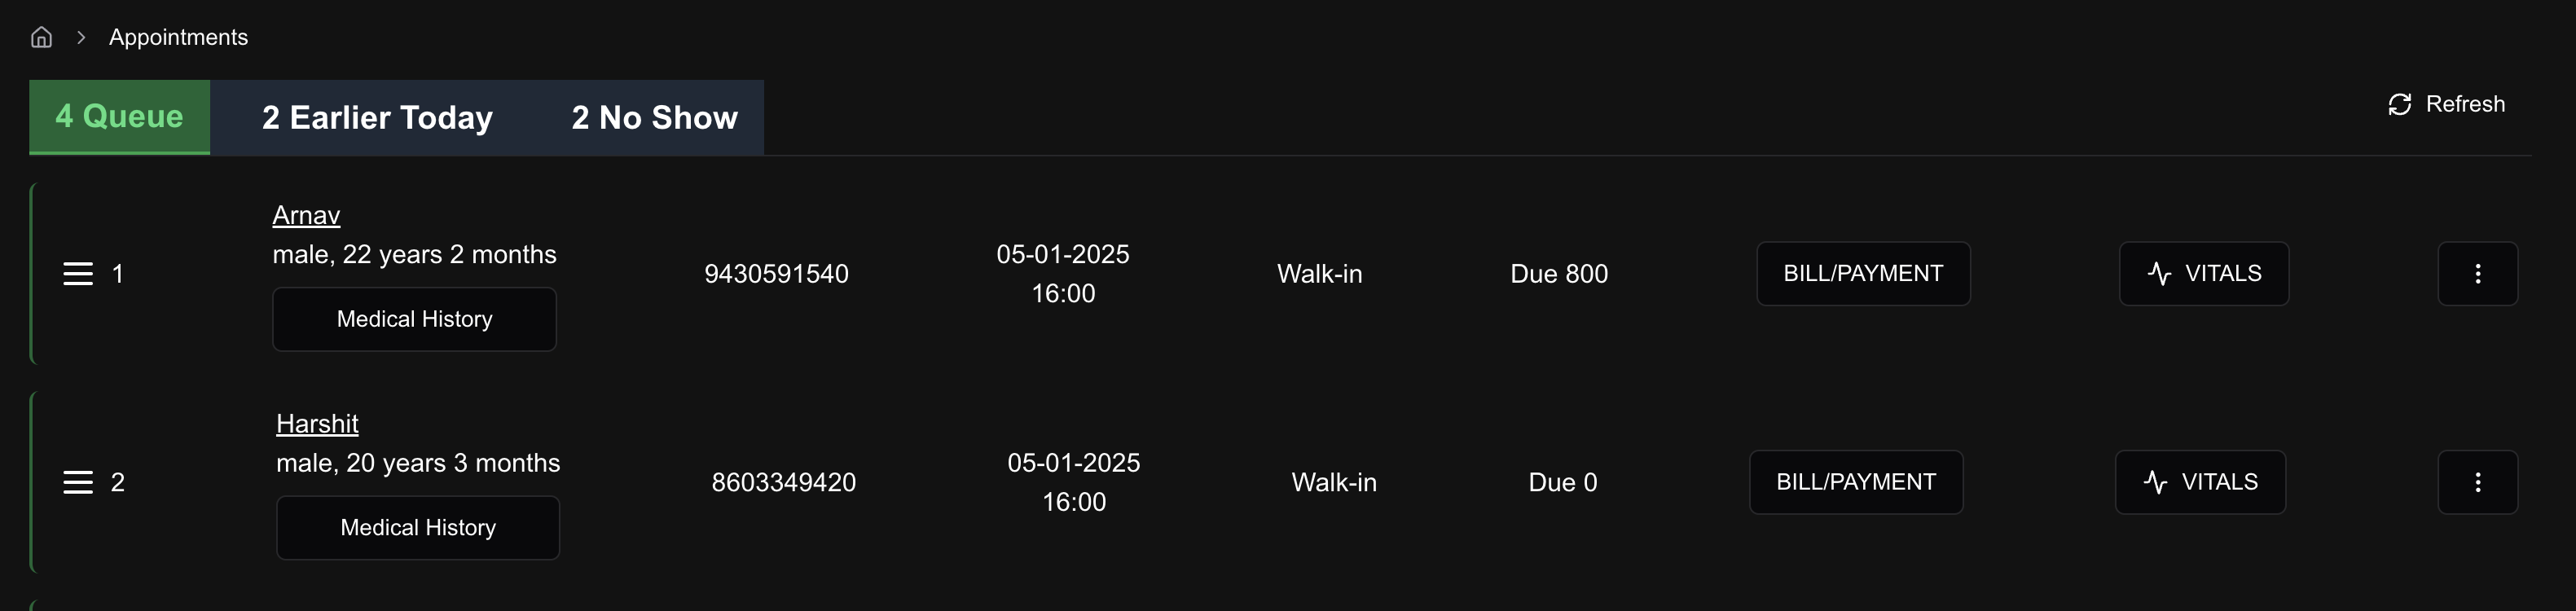 Appointments
4 Queue 2 Earlier Today 2 No Show
Refresh
1
Arnav
male, 22 years 2 months
Medical History
9430591540
05-01-2025
16:00
Walk-in
Due 800
BILL/PAYMENT
VITALS
2
Harshit
male, 20 years 3 months
Medical History
8603349420
05-01-2025
16:00
Walk-in
Due 0
BILL/PAYMENT
VITALS